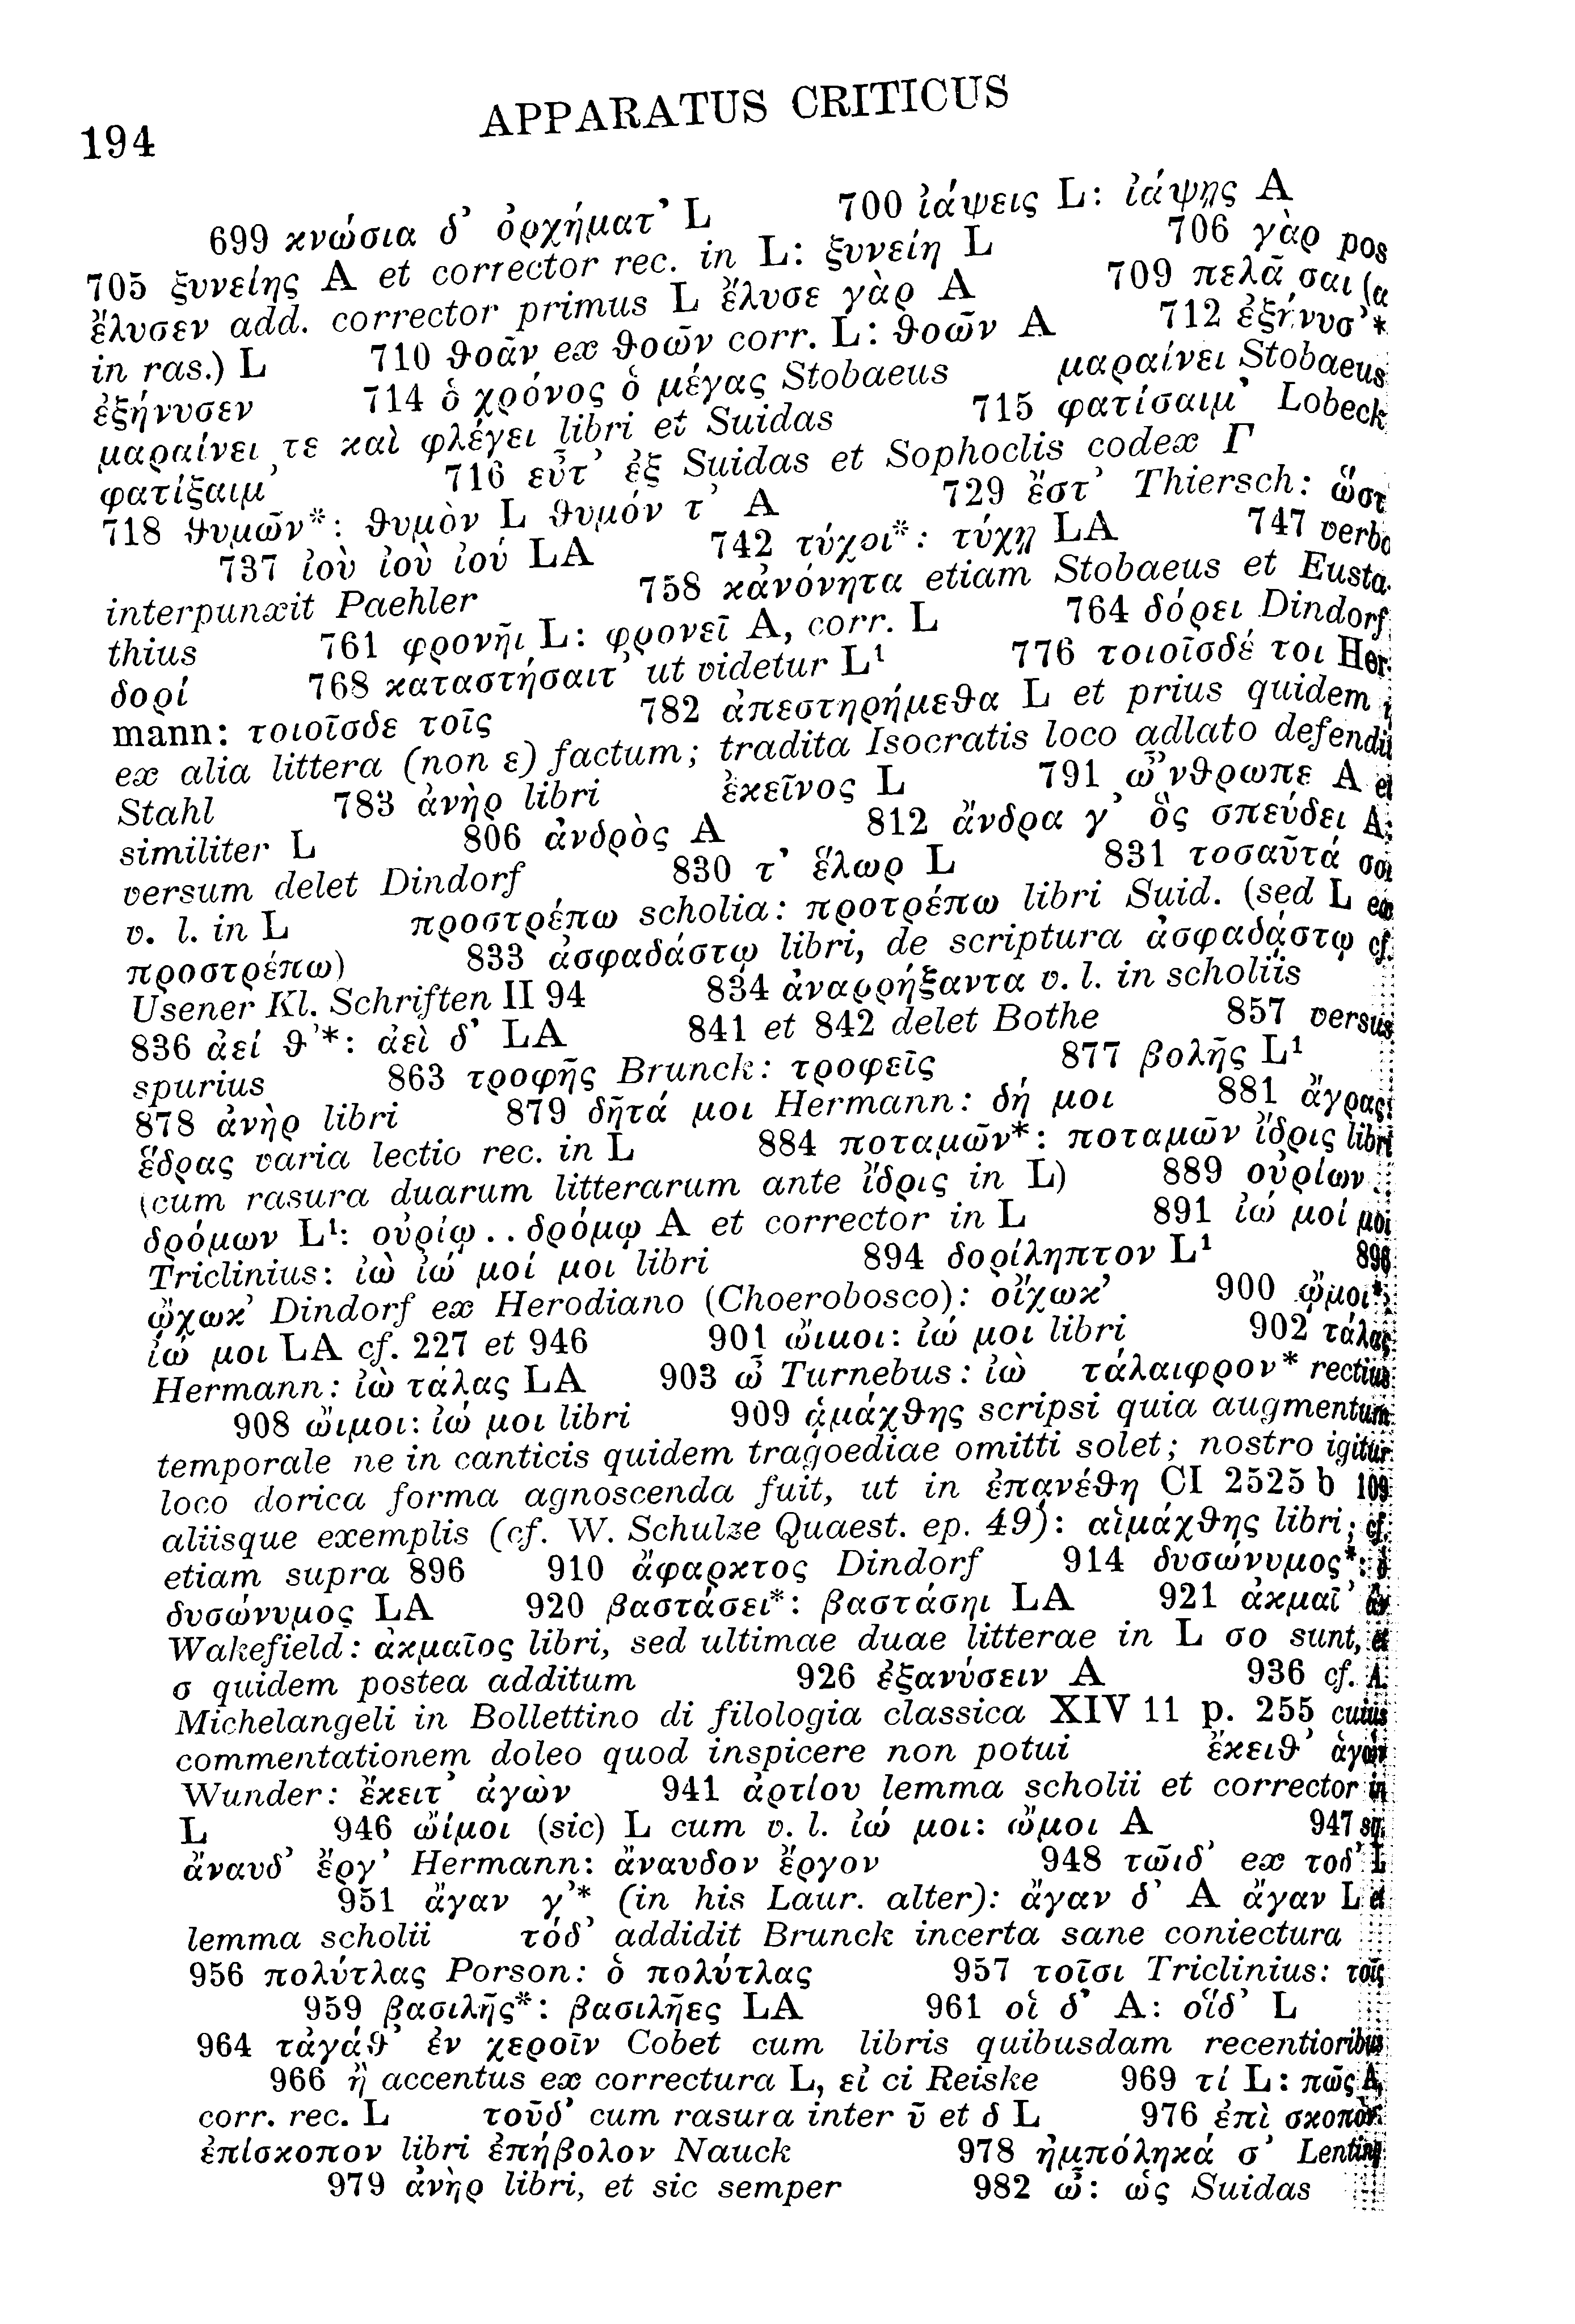 194 APPARATUS CRITICUS
699 κνώσια δ’ ὀρχήματ’ L 700 ἰάψεις L: ἰάψῃς A
705 ξυνείης A et corrector rec. in L: ξυνείη L 706 γὰρ pos
ἔλυσεν add. corrector primus L ἔλυσε γὰρ A 709 πελᾶσαι (α
in ras.) L 710 θοᾶν ex θοῶν corr. L: θοῶν A 712 ἐξήνυσ’*
ἐξήνυσεν 714 ὁ χρόνος ὁ μέγας Stobaeus μαραίνει Stobaeus
μαραίνει τε καὶ φλέγει libri et Suidas 715 φατίσαιμ’ Lobeck
φατίξαιμ’ 716 εὖτ’ ἐξ Suidas et Sophoclis codex Γ
718 θυμῶν*: θυμὸν L θυμόν τ’ A 729 ἔστ’ Thiersch: ὥστ
737 ἰοὺ ἰοὺ ἰού LA 742 τύχοι*: τύχῃ LA 747 verbo
interpunxit Paehler 758 κἀνόνητα etiam Stobaeus et Eusta-
thius 761 φρονῆι L: φρονεῖ A, corr. L 764 δόρει Dindorf
δορί 768 καταστήσαιτ’ ut videtur L¹ 776 τοιοῖσδέ τοι Her-
mann: τοιοῖσδε τοῖς 782 ἀπεστηρήμεθα L et prius quidem
ex alia littera (non ε) factum; tradita Isocratis loco adlato defendit
Stahl 783 ἀνὴρ libri ἐκεῖνος L 791 ὦ’νθρωπε A et
similiter L 806 ἀνδρὸς A 812 ἄνδρα γ’ ὃς σπεύδει A;
versum delet Dindorf 830 τ’ ἕλωρ L 831 τοσαῦτά σοι
v. l. in L προστρέπω scholia: προτρέπω libri Suid. (sed L ex
προστρέπω) 833 ἀσφαδάστῳ libri, de scriptura ἀσφαδᾴστῳ cf.
Usener Kl. Schriften II 94 834 ἀναρρήξαντα v. l. in scholiis
836 ἀεί θ’*: ἀεὶ δ’ LA 841 et 842 delet Bothe 857 versus
spurius 863 τροφῆς Brunck: τροφεῖς 877 βολῆς L¹
878 ἀνὴρ libri 879 δῆτά μοι Hermann: δή μοι 881 ἄγρας:
ἕδρας varia lectio rec. in L 884 ποταμῶν*: ποταμῶν ἴδρις libri
(cum rasura duarum litterarum ante ἴδρις in L) 889 οὐρίων ..
δρόμων L¹: οὐρίῳ .. δρόμῳ A et corrector in L 891 ἰώ μοί μοι
Triclinius: ἰὼ ἰώ μοί μοι libri 894 δορίληπτον L¹ 896
ᾤχωκ’ Dindorf ex Herodiano (Choerobosco): οἴχωκ’ 900 ᾤμοι*:
ἰώ μοι LA cf. 227 et 946 901 ὤιμοι: ἰώ μοι libri 902 τάλας
Hermann: ἰὼ τάλας LA 903 ὦ Turnebus: ἰὼ τάλαιφρον* rectius
908 ὤιμοι: ἰώ μοι libri 909 ᾁμάχθης scripsi quia augmentum
temporale ne in canticis quidem tragoediae omitti solet; nostro igitur
loco dorica forma agnoscenda fuit, ut in ἐπᾳνέθη CI 2525 b 109
aliisque exemplis (cf. W. Schulze Quaest. ep. 49): αἱμάχθης libri; cf.
etiam supra 896 910 ἄφαρκτος Dindorf 914 δυσώνυμος*: ὁ
δυσώνυμος LA 920 βαστάσει*: βαστάσηι LA 921 ἀκμαῖ’ ἂν
Wakefield: ἀκμαῖος libri, sed ultimae duae litterae in L σο sunt, et
σ quidem postea additum 926 ἐξανύσειν A 936 cf. A.
Michelangeli in Bollettino di filologia classica XIV 11 p. 255 cuius
commentationem doleo quod inspicere non potui ἔκειθ’ ἁγὼν
Wunder: ἔκειτ’ ἀγὼν 941 ἀρτίου lemma scholii et corrector in
L 946 ὤίμοι (sic) L cum v. l. ἰώ μοι: ὤμοι A 947 sq.
ἄναυδ’ ἔργ’ Hermann: ἄναυδον ἔργον 948 τῶιδ’ ex τοδ’ L
951 ἄγαν γ’* (in his Laur. alter): ἄγαν δ’ A ἄγαν L et
lemma scholii τόδ’ addidit Brunck incerta sane coniectura
956 πολύτλας Porson: ὁ πολύτλας 957 τοῖσι Triclinius: τοῖς
959 βασιλῆς*: βασιλῆες LA 961 οἱ δ’ A: οἵδ’ L
964 τἀγάθ’ ἐν χεροῖν Cobet cum libris quibusdam recentioribus
966 ἢ accentus ex correctura L, εἰ ci Reiske 969 τί L: πῶς A,
corr. rec. L τοῦδ’ cum rasura inter ῦ et δ L 976 ἐπὶ σκοπὸν:
ἐπίσκοπον libri ἐπήβολον Nauck 978 ἠμπόληκά σ’ Lenting
979 ἀνὴρ libri, et sic semper 982 ὦ: ὡς Suidas